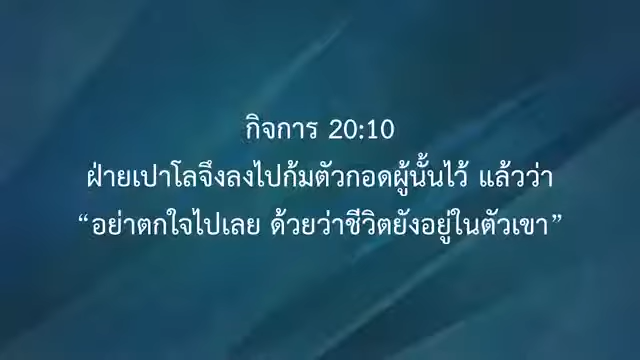 กิจการ 20:10
ฝ่ายเปาโลจึงลงไปก้มตัวกอดผู้นั้นไว้ แล้วว่า
“อย่าตกใจไปเลย ด้วยว่าชีวิตยังอยู่ในตัวเขา”